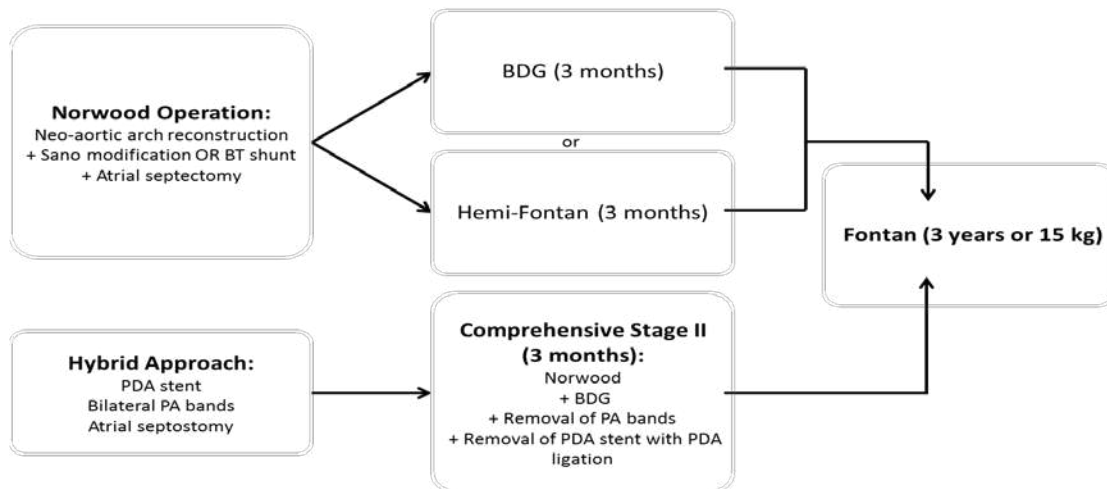 Norwood Operation:
Neo-aortic arch reconstruction
+ Sano modification OR BT shunt
+ Atrial septectomy
BDG (3 months)
or
Hemi-Fontan (3 months)
Fontan (3 years or 15 kg)
Hybrid Approach:
PDA stent
Bilateral PA bands
Atrial septostomy
Comprehensive Stage II
(3 months):
Norwood
+ BDG
+ Removal of PA bands
+ Removal of PDA stent with PDA
ligation